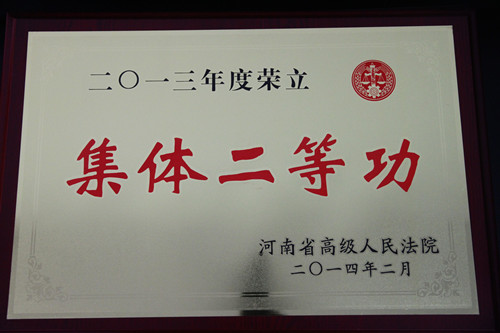 二〇一三年度荣立
集体二等功
河南省高级人民法院
二〇一四年二月